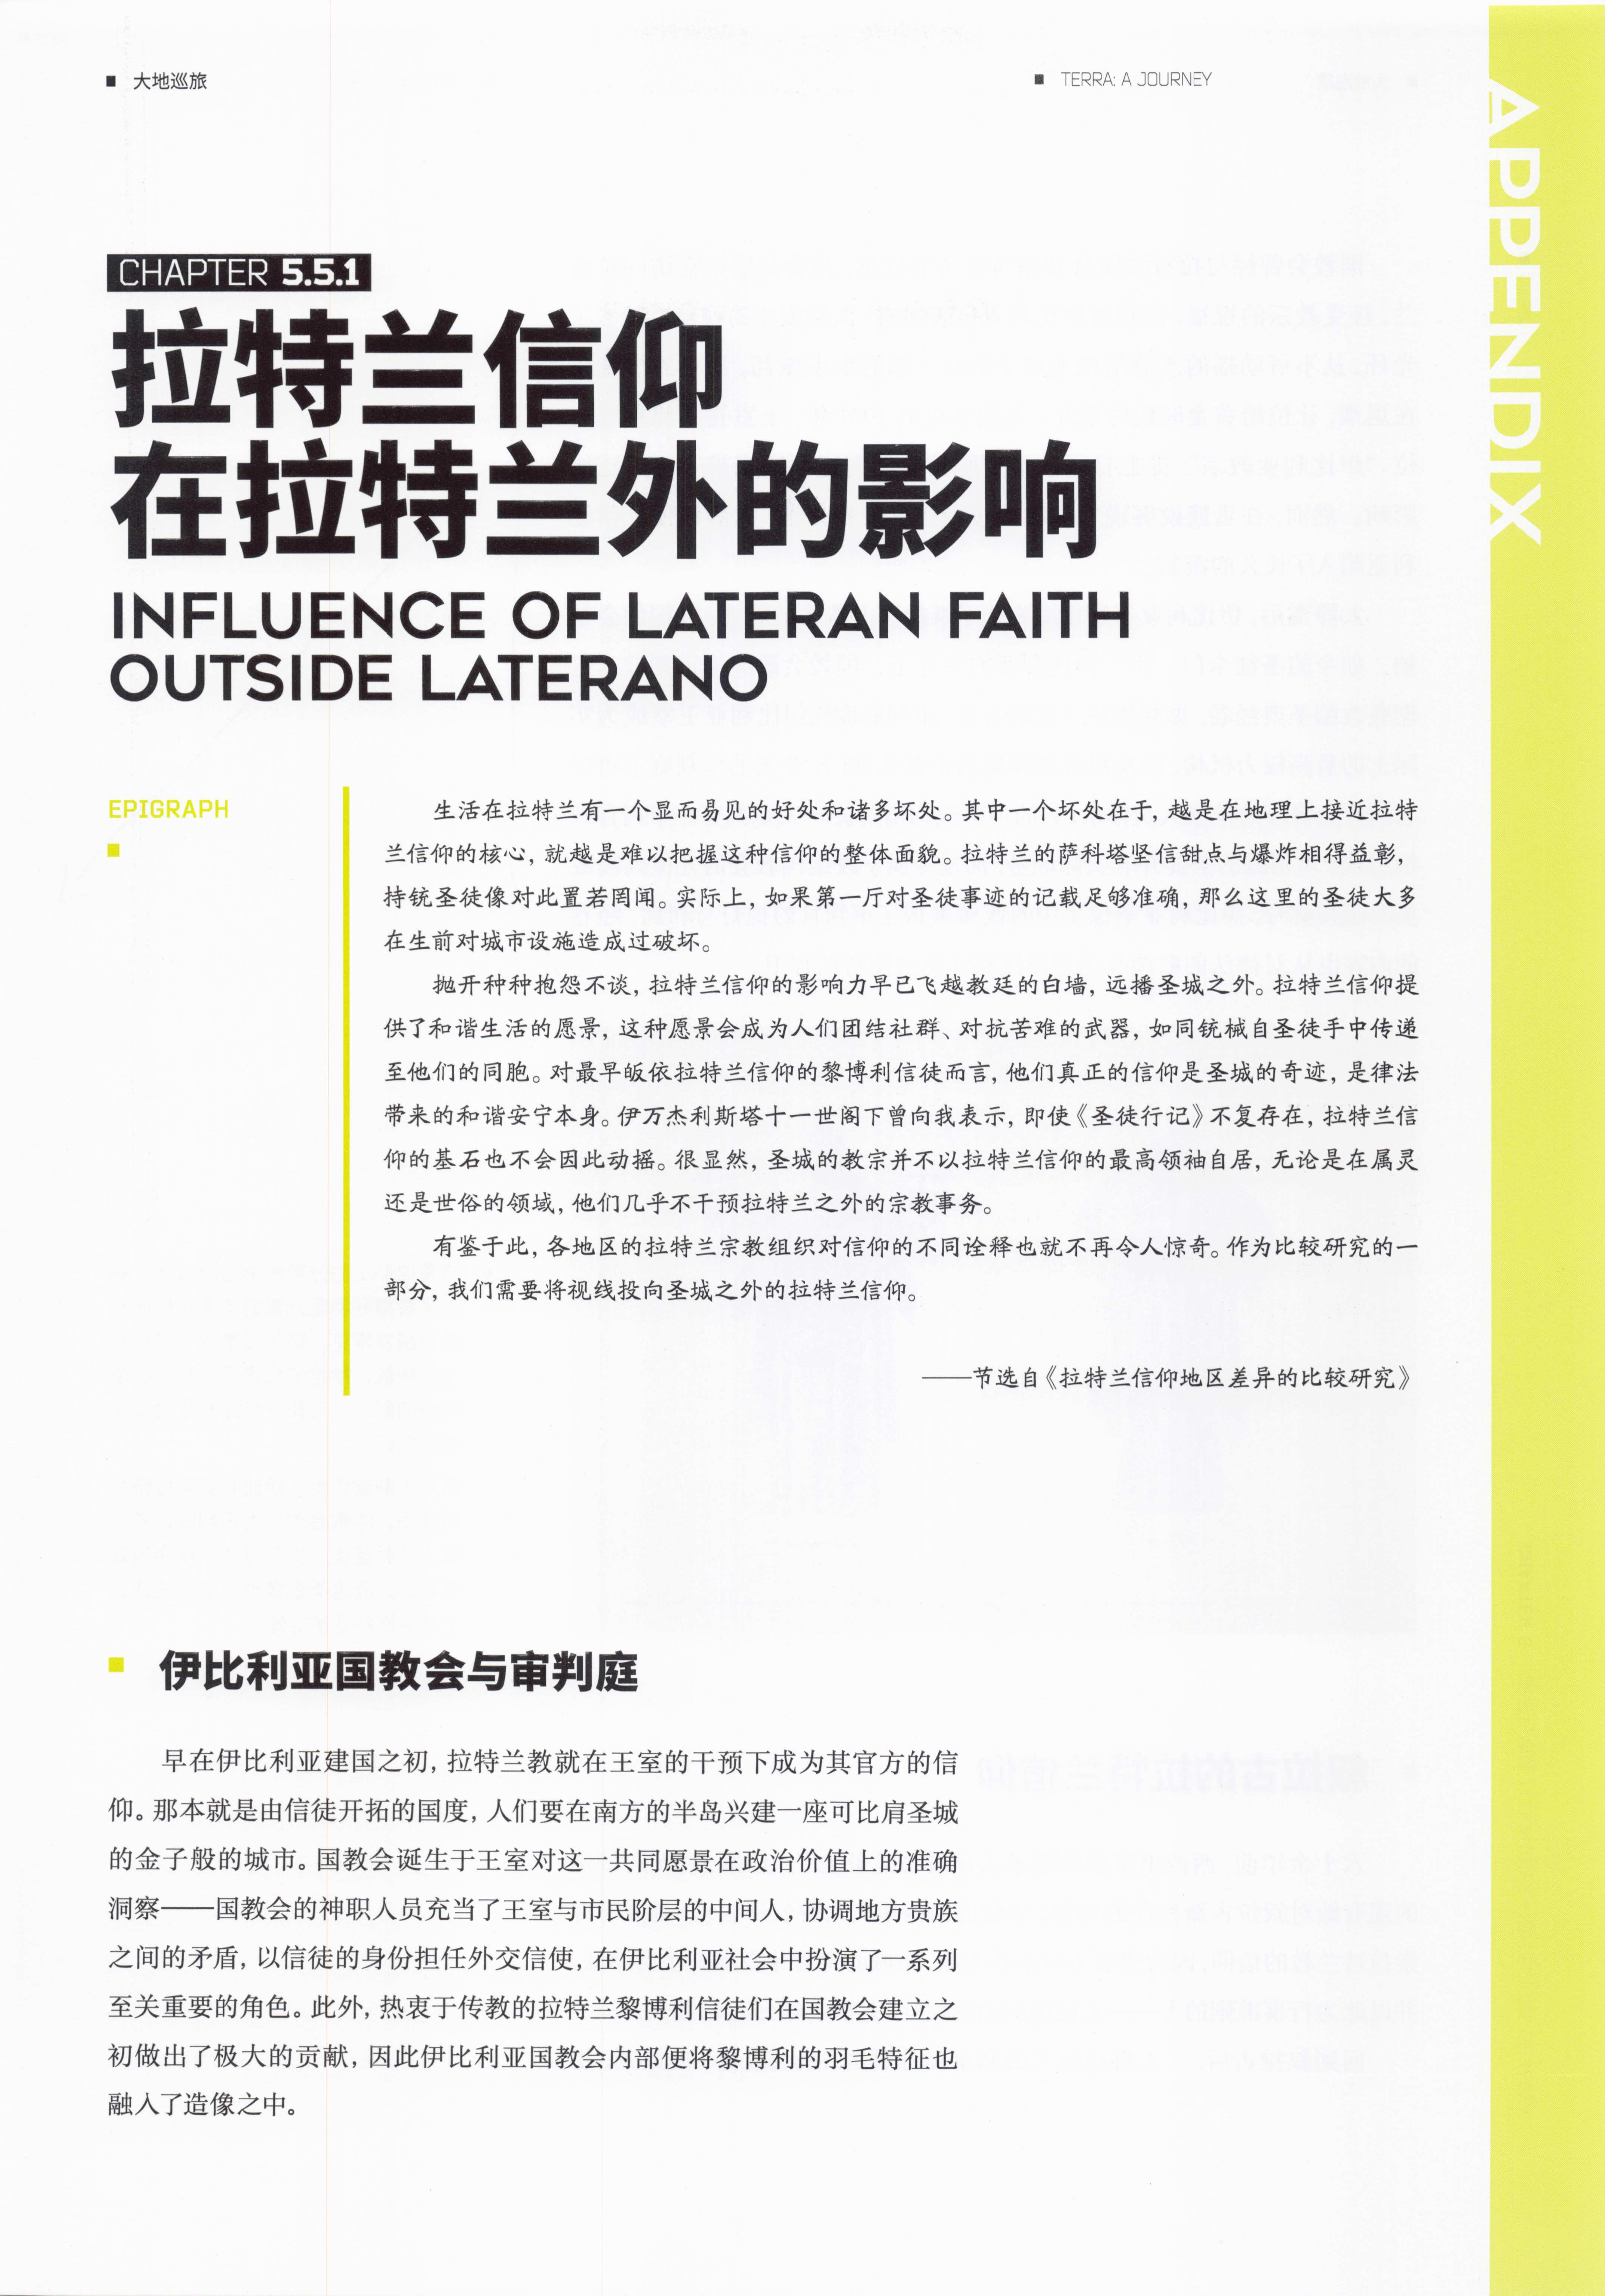 ■ 大地巡旅
■ TERRA: A JOURNEY
APPENDIX
CHAPTER 5.5.1
拉特兰信仰
在拉特兰外的影响
INFLUENCE OF LATERAN FAITH
OUTSIDE LATERANO
EPIGRAPH
生活在拉特兰有一个显而易见的好处和诸多坏处。其中一个坏处在于，越是在地理上接近拉特
兰信仰的核心，就越是难以把握这种信仰的整体面貌。拉特兰的萨科塔坚信甜点与爆炸相得益彰，
持铳圣徒像对此置若罔闻。实际上，如果第一厅对圣徒事迹的记载足够准确，那么这里的圣徒大多
在生前对城市设施造成过破坏。
抛开种种抱怨不谈，拉特兰信仰的影响力早已飞越教廷的白墙，远播圣城之外。拉特兰信仰提
供了和谐生活的愿景，这种愿景会成为人们团结社群、对抗苦难的武器，如同铳械自圣徒手中传递
至他们的同胞。对最早皈依拉特兰信仰的黎博利信徒而言，他们真正的信仰是圣城的奇迹，是律法
带来的和谐安宁本身。伊万杰利斯塔十一世阁下曾向我表示，即使《圣徒行记》不复存在，拉特兰信
仰的基石也不会因此动摇。很显然，圣城的教宗并不以拉特兰信仰的最高领袖自居，无论是在属灵
还是世俗的领域，他们几乎不干预拉特兰之外的宗教事务。
有鉴于此，各地区的拉特兰宗教组织对信仰的不同诠释也就不再令人惊奇。作为比较研究的一
部分，我们需要将视线投向圣城之外的拉特兰信仰。
——节选自《拉特兰信仰地区差异的比较研究》
伊比利亚国教会与审判庭
早在伊比利亚建国之初，拉特兰教就在王室的干预下成为其官方的信
仰。那本就是由信徒开拓的国度，人们要在南方的半岛兴建一座可比肩圣城
的金子般的城市。国教会诞生于王室对这一共同愿景在政治价值上的准确
洞察——国教会的神职人员充当了王室与市民阶层的中间人，协调地方贵族
之间的矛盾，以信徒的身份担任外交信使，在伊比利亚社会中扮演了一系列
至关重要的角色。此外，热衷于传教的拉特兰黎博利信徒们在国教会建立之
初做出了极大的贡献，因此伊比利亚国教会内部便将黎博利的羽毛特征也
融入了造像之中。